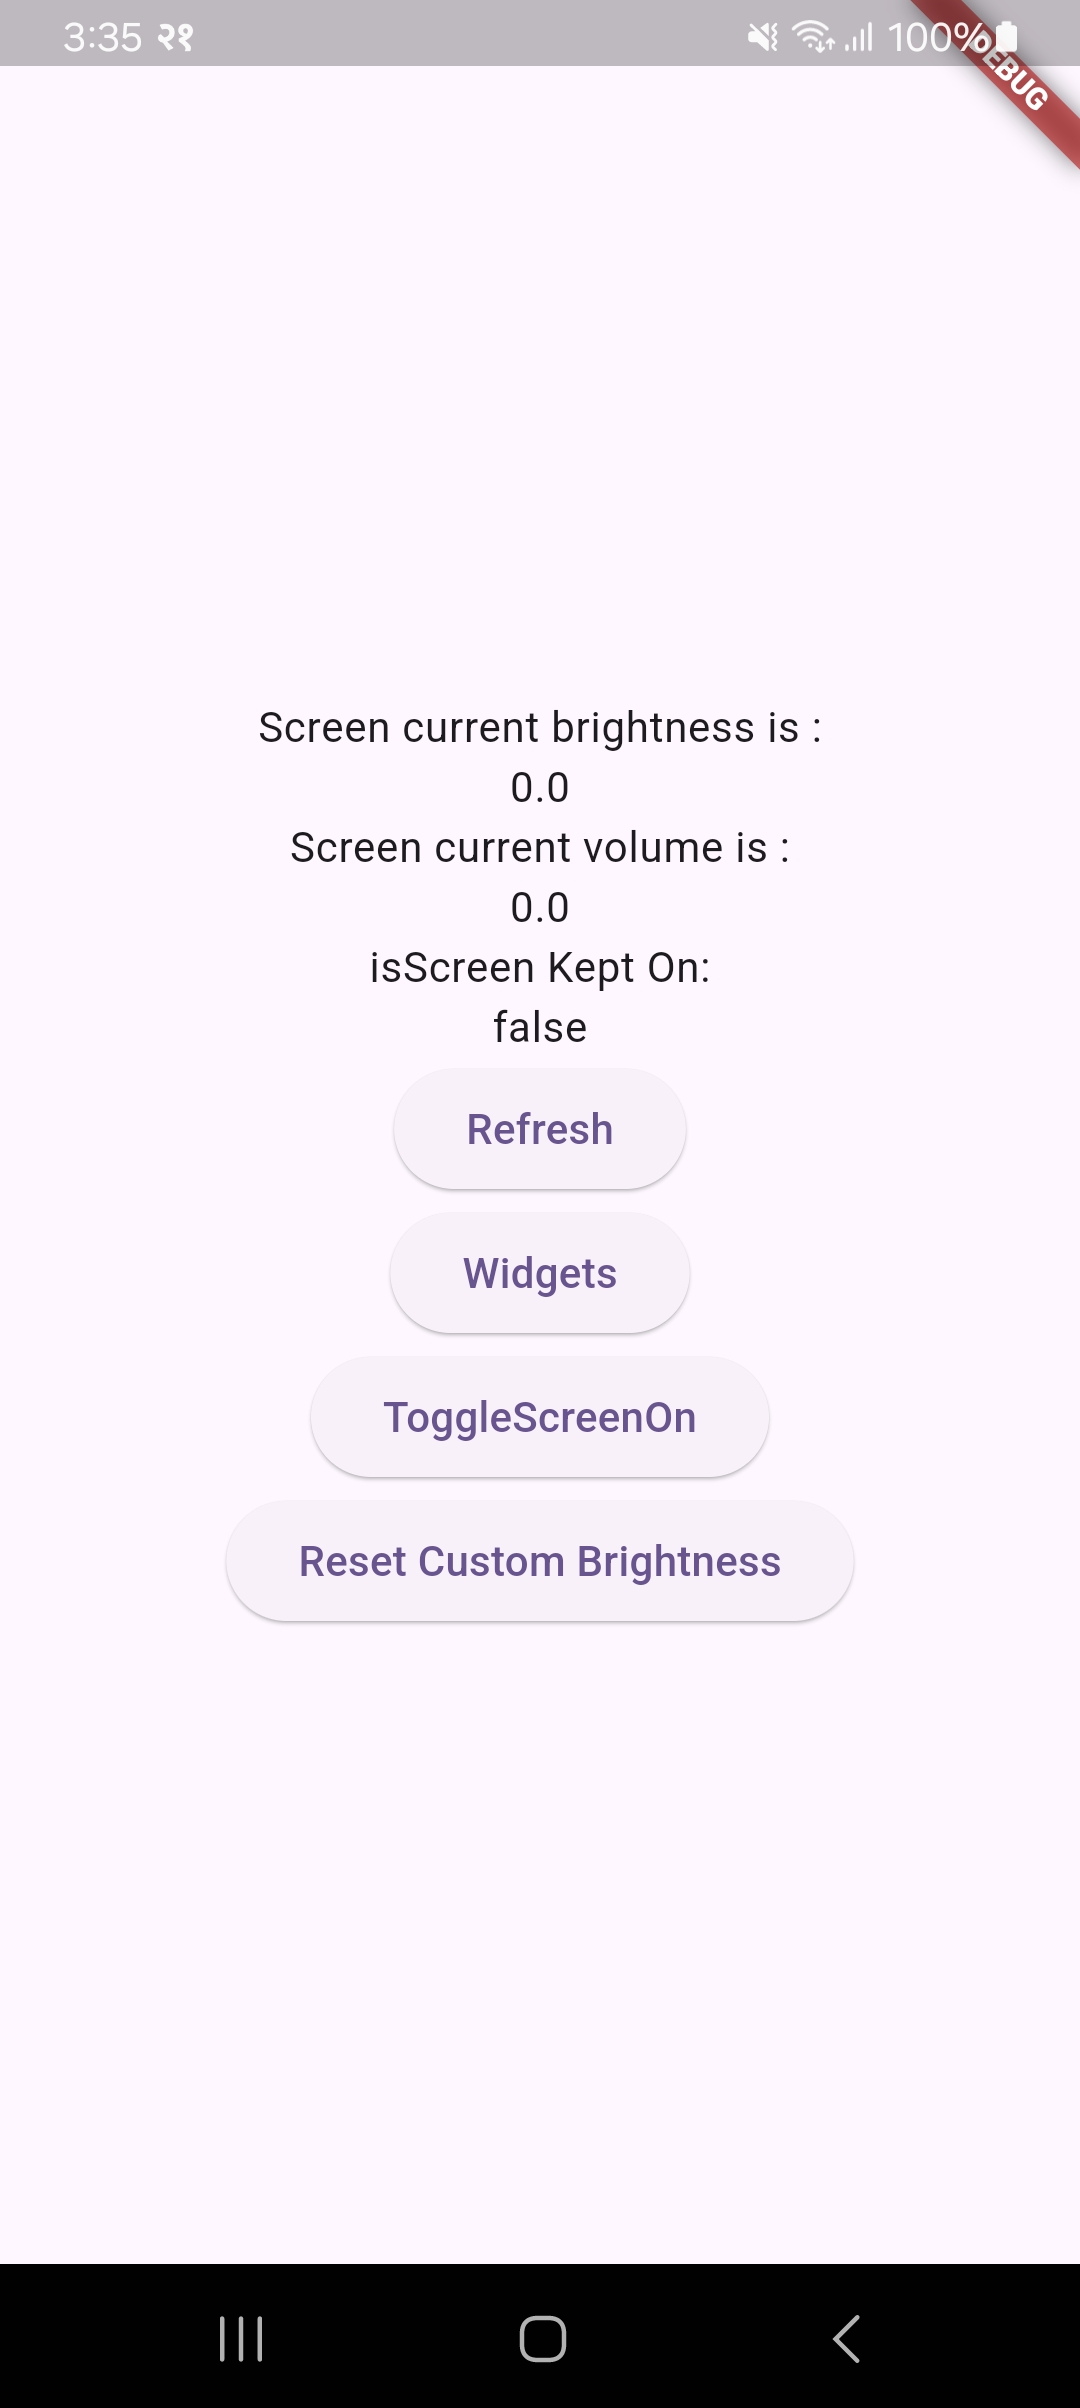 3:35 २१ 100%
DEBUG
Screen current brightness is :
0.0
Screen current volume is :
0.0
isScreen Kept On:
false
Refresh
Widgets
ToggleScreenOn
Reset Custom Brightness